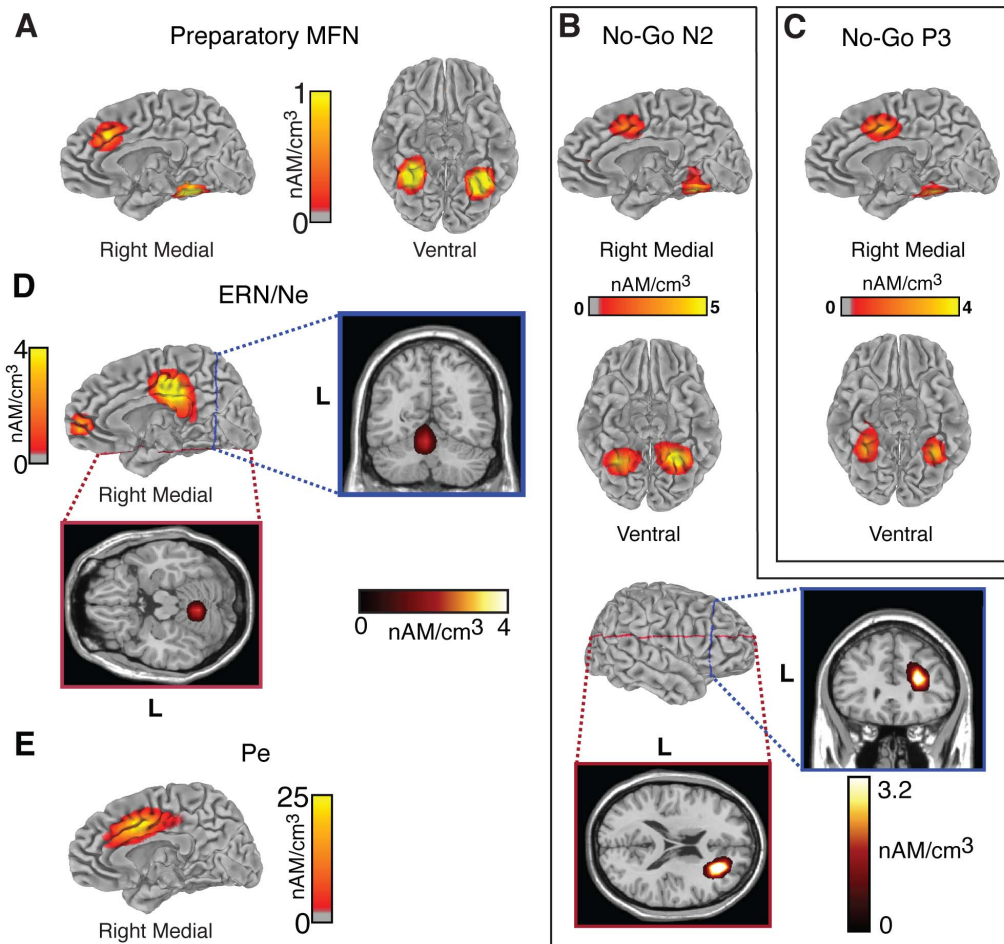 A
Preparatory MFN
1
nAM/cm³
0
Right Medial
Ventral
B
No-Go N2
Right Medial
nAM/cm³
0
5
Ventral
C
No-Go P3
Right Medial
nAM/cm³
0
4
Ventral
D
ERN/Ne
4
nAM/cm³
0
Right Medial
L
L
0
nAM/cm³
4
L
L
3.2
nAM/cm³
0
E
Pe
25
nAM/cm³
0
Right Medial